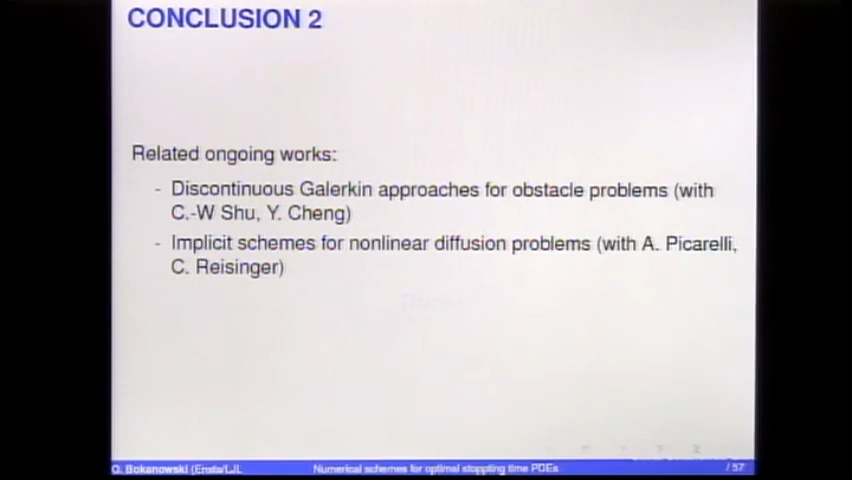 CONCLUSION 2
Related ongoing works:
- Discontinuous Galerkin approaches for obstacle problems (with
C.-W Shu, Y. Cheng)
- Implicit schemes for nonlinear diffusion problems (with A. Picarelli,
C. Reisinger)
O. Bokanowski (Ensta/LJL
Numerical schemes for optimal stoppting time PDEs
/ 57